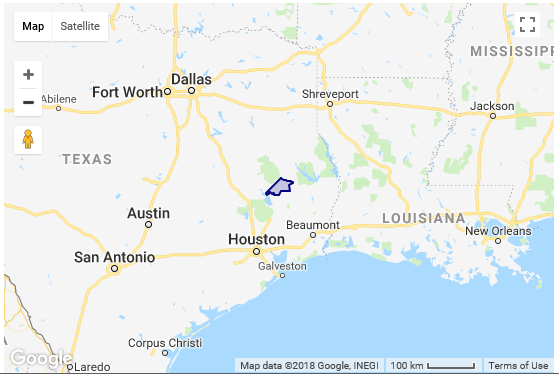 Map Satellite
MISSISSIPP
Dallas
Fort Worth
Abilene
Shreveport
Jackson
TEXAS
Austin
LOUISIANA
Beaumont
New Orleans
Houston
San Antonio
Galveston
Corpus Christi
Google
Laredo
Map data ©2018 Google, INEGI 100 km Terms of Use